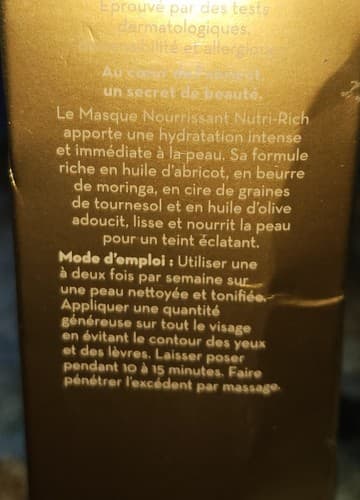 Éprouvé par des tests
dermatologiques,
et allergique
Au cœur
un secret de beauté.
Le Masque Nourrissant Nutri-Rich
apporte une hydratation intense
et immédiate à la peau. Sa formule
riche en huile d'abricot, en beurre
de moringa, en cire de graines
de tournesol et en huile d'olive
adoucit, lisse et nourrit la peau
pour un teint éclatant.
Mode d'emploi : Utiliser une
à deux fois par semaine sur
une peau nettoyée et tonifiée.
Appliquer une quantité
généreuse sur tout le visage
en évitant le contour des yeux
et des lèvres. Laisser poser
pendant 10 à 15 minutes. Faire
pénétrer l'excédent par massage.